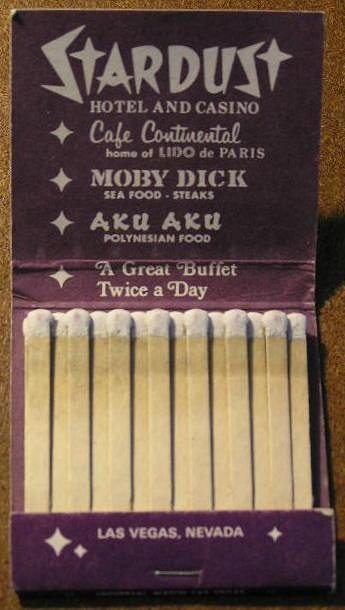 STARDUST
HOTEL AND CASINO
Cafe Continental
home of LIDO de PARIS
MOBY DICK
SEA FOOD - STEAKS
AKU AKU
POLYNESIAN FOOD
A Great Buffet
Twice a Day
LAS VEGAS, NEVADA